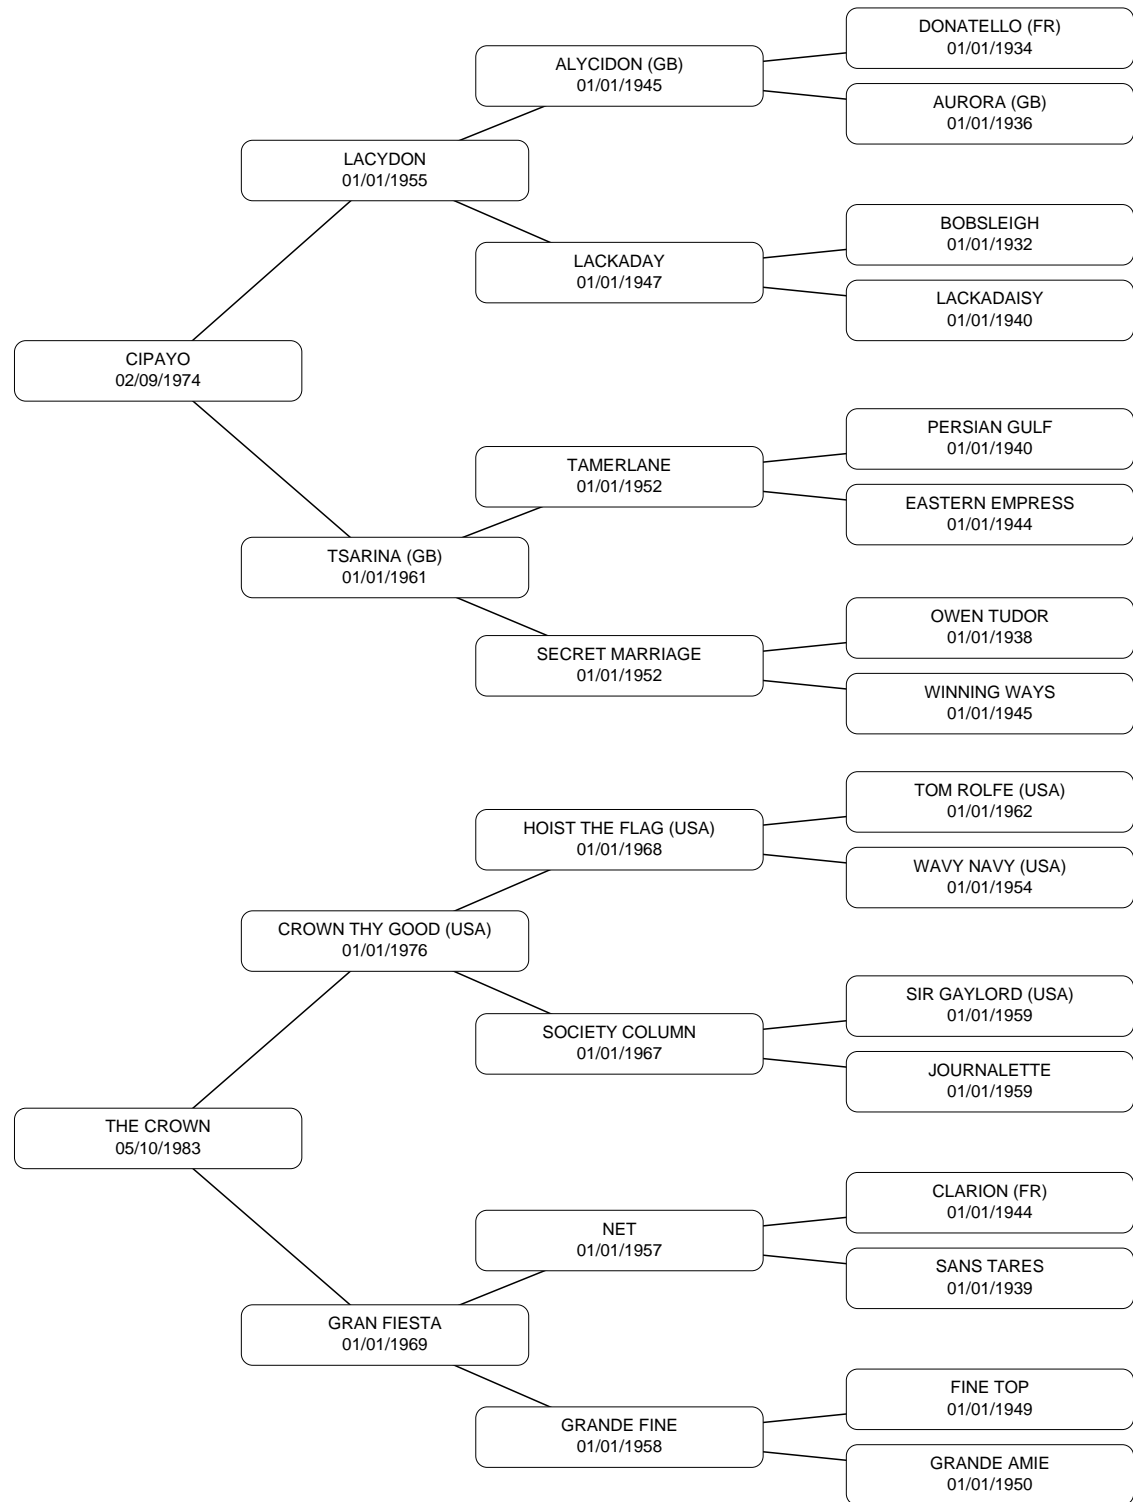 DONATELLO (FR)
01/01/1934
ALYCIDON (GB)
01/01/1945
AURORA (GB)
01/01/1936
LACYDON
01/01/1955
BOBSLEIGH
01/01/1932
LACKADAY
01/01/1947
LACKADAISY
01/01/1940
CIPAYO
02/09/1974
PERSIAN GULF
01/01/1940
TAMERLANE
01/01/1952
EASTERN EMPRESS
01/01/1944
TSARINA (GB)
01/01/1961
OWEN TUDOR
01/01/1938
SECRET MARRIAGE
01/01/1952
WINNING WAYS
01/01/1945
TOM ROLFE (USA)
01/01/1962
HOIST THE FLAG (USA)
01/01/1968
WAVY NAVY (USA)
01/01/1954
CROWN THY GOOD (USA)
01/01/1976
SIR GAYLORD (USA)
01/01/1959
SOCIETY COLUMN
01/01/1967
JOURNALETTE
01/01/1959
THE CROWN
05/10/1983
CLARION (FR)
01/01/1944
NET
01/01/1957
SANS TARES
01/01/1939
GRAN FIESTA
01/01/1969
FINE TOP
01/01/1949
GRANDE FINE
01/01/1958
GRANDE AMIE
01/01/1950